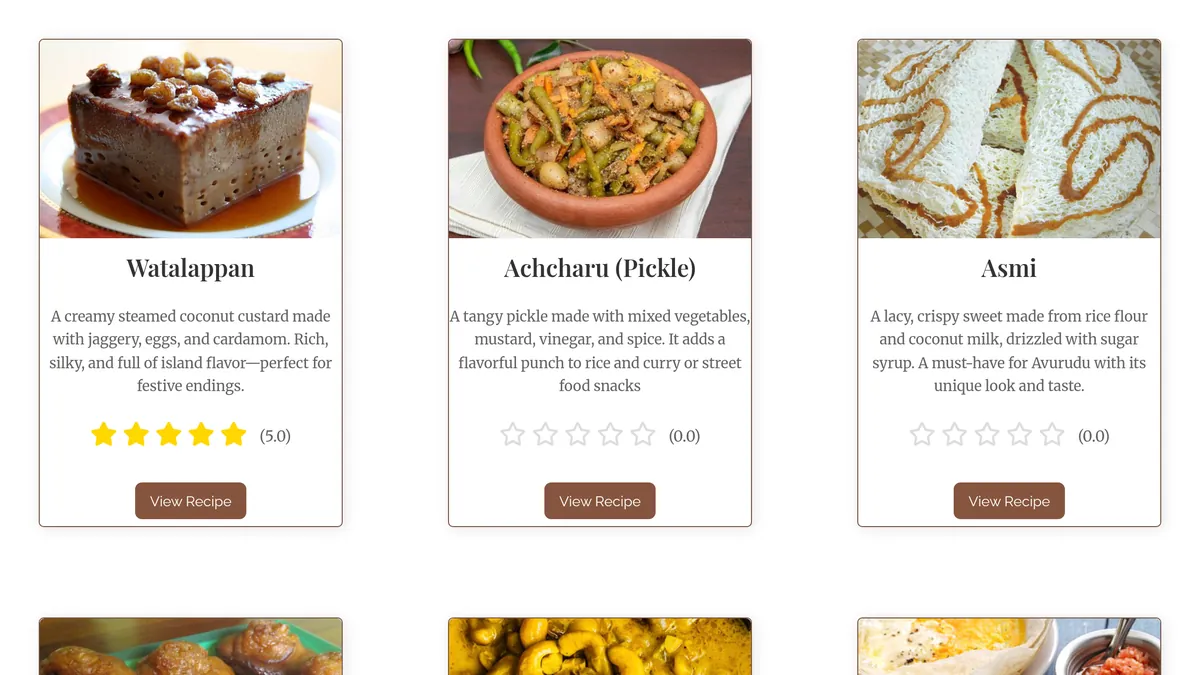 Watalappan
A creamy steamed coconut custard made
with jaggery, eggs, and cardamom. Rich,
silky, and full of island flavor—perfect for
festive endings.
(5.0)
View Recipe
Achcharu (Pickle)
A tangy pickle made with mixed vegetables,
mustard, vinegar, and spice. It adds a
flavorful punch to rice and curry or street
food snacks
(0.0)
View Recipe
Asmi
A lacy, crispy sweet made from rice flour
and coconut milk, drizzled with sugar
syrup. A must-have for Avurudu with its
unique look and taste.
(0.0)
View Recipe